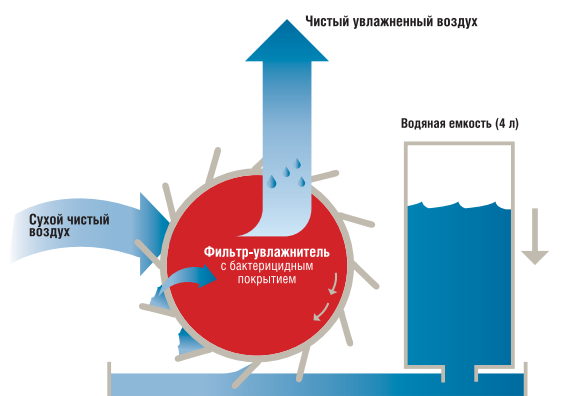 Чистый увлажненный воздух
Водяная емкость (4 л)
Сухой чистый
воздух
Фильтр-увлажнитель
с бактерицидным
покрытием